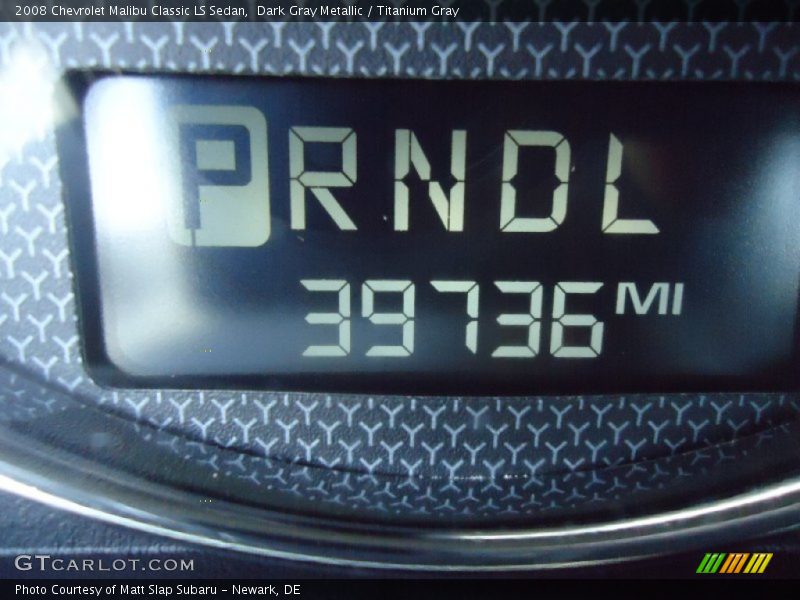 2008 Chevrolet Malibu Classic LS Sedan, Dark Gray Metallic / Titanium Gray
P R N D L
39736 MI
GTCARLOT.COM
Photo Courtesy of Matt Slap Subaru - Newark, DE